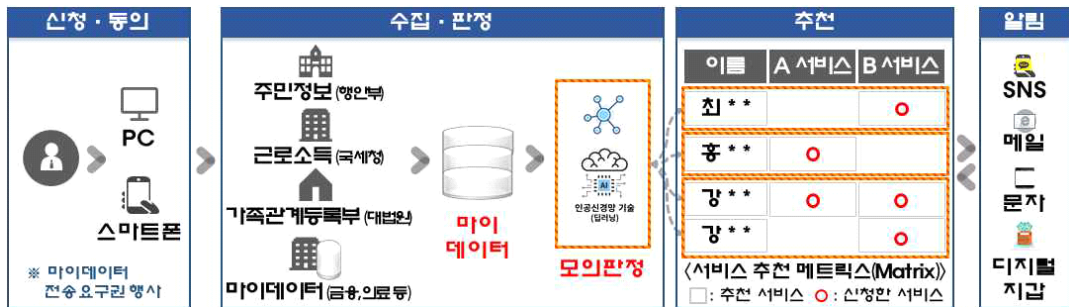 신청·동의
PC
스마트폰
※ 마이데이터
전송요구권 행사
수집·판정
주민정보 (행안부)
근로소득 (국세청)
가족관계등록부 (대법원)
마이데이터 (금융,의료 등)
마이
데이터
AI
인공신경망 기술
(딥러닝)
모의판정
추천
이름 A 서비스 B 서비스
최 ** O
홍 ** O
강 ** O O
강 ** O
〈서비스 추천 메트릭스(Matrix)〉
□ : 추천 서비스 O : 신청한 서비스
알림
SNS
메일
문자
디지털
지갑